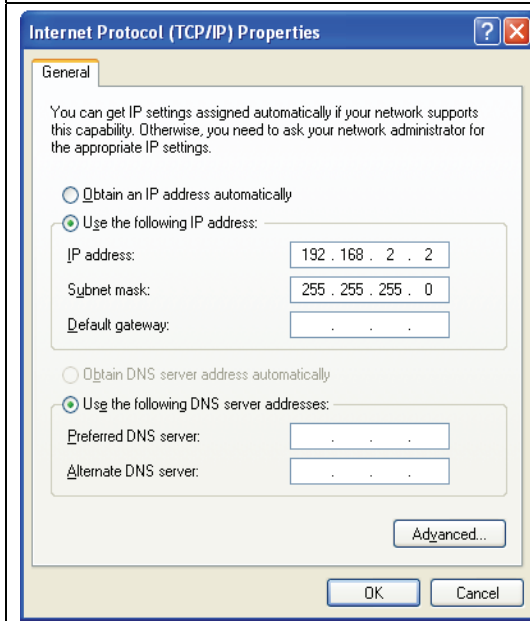 Internet Protocol (TCP/IP) Properties
General
You can get IP settings assigned automatically if your network supports
this capability. Otherwise, you need to ask your network administrator for
the appropriate IP settings.
Obtain an IP address automatically
Use the following IP address:
IP address: 192 . 168 . 2 . 2
Subnet mask: 255 . 255 . 255 . 0
Default gateway: . . .
Obtain DNS server address automatically
Use the following DNS server addresses:
Preferred DNS server: . . .
Alternate DNS server: . . .
Advanced...
OK Cancel